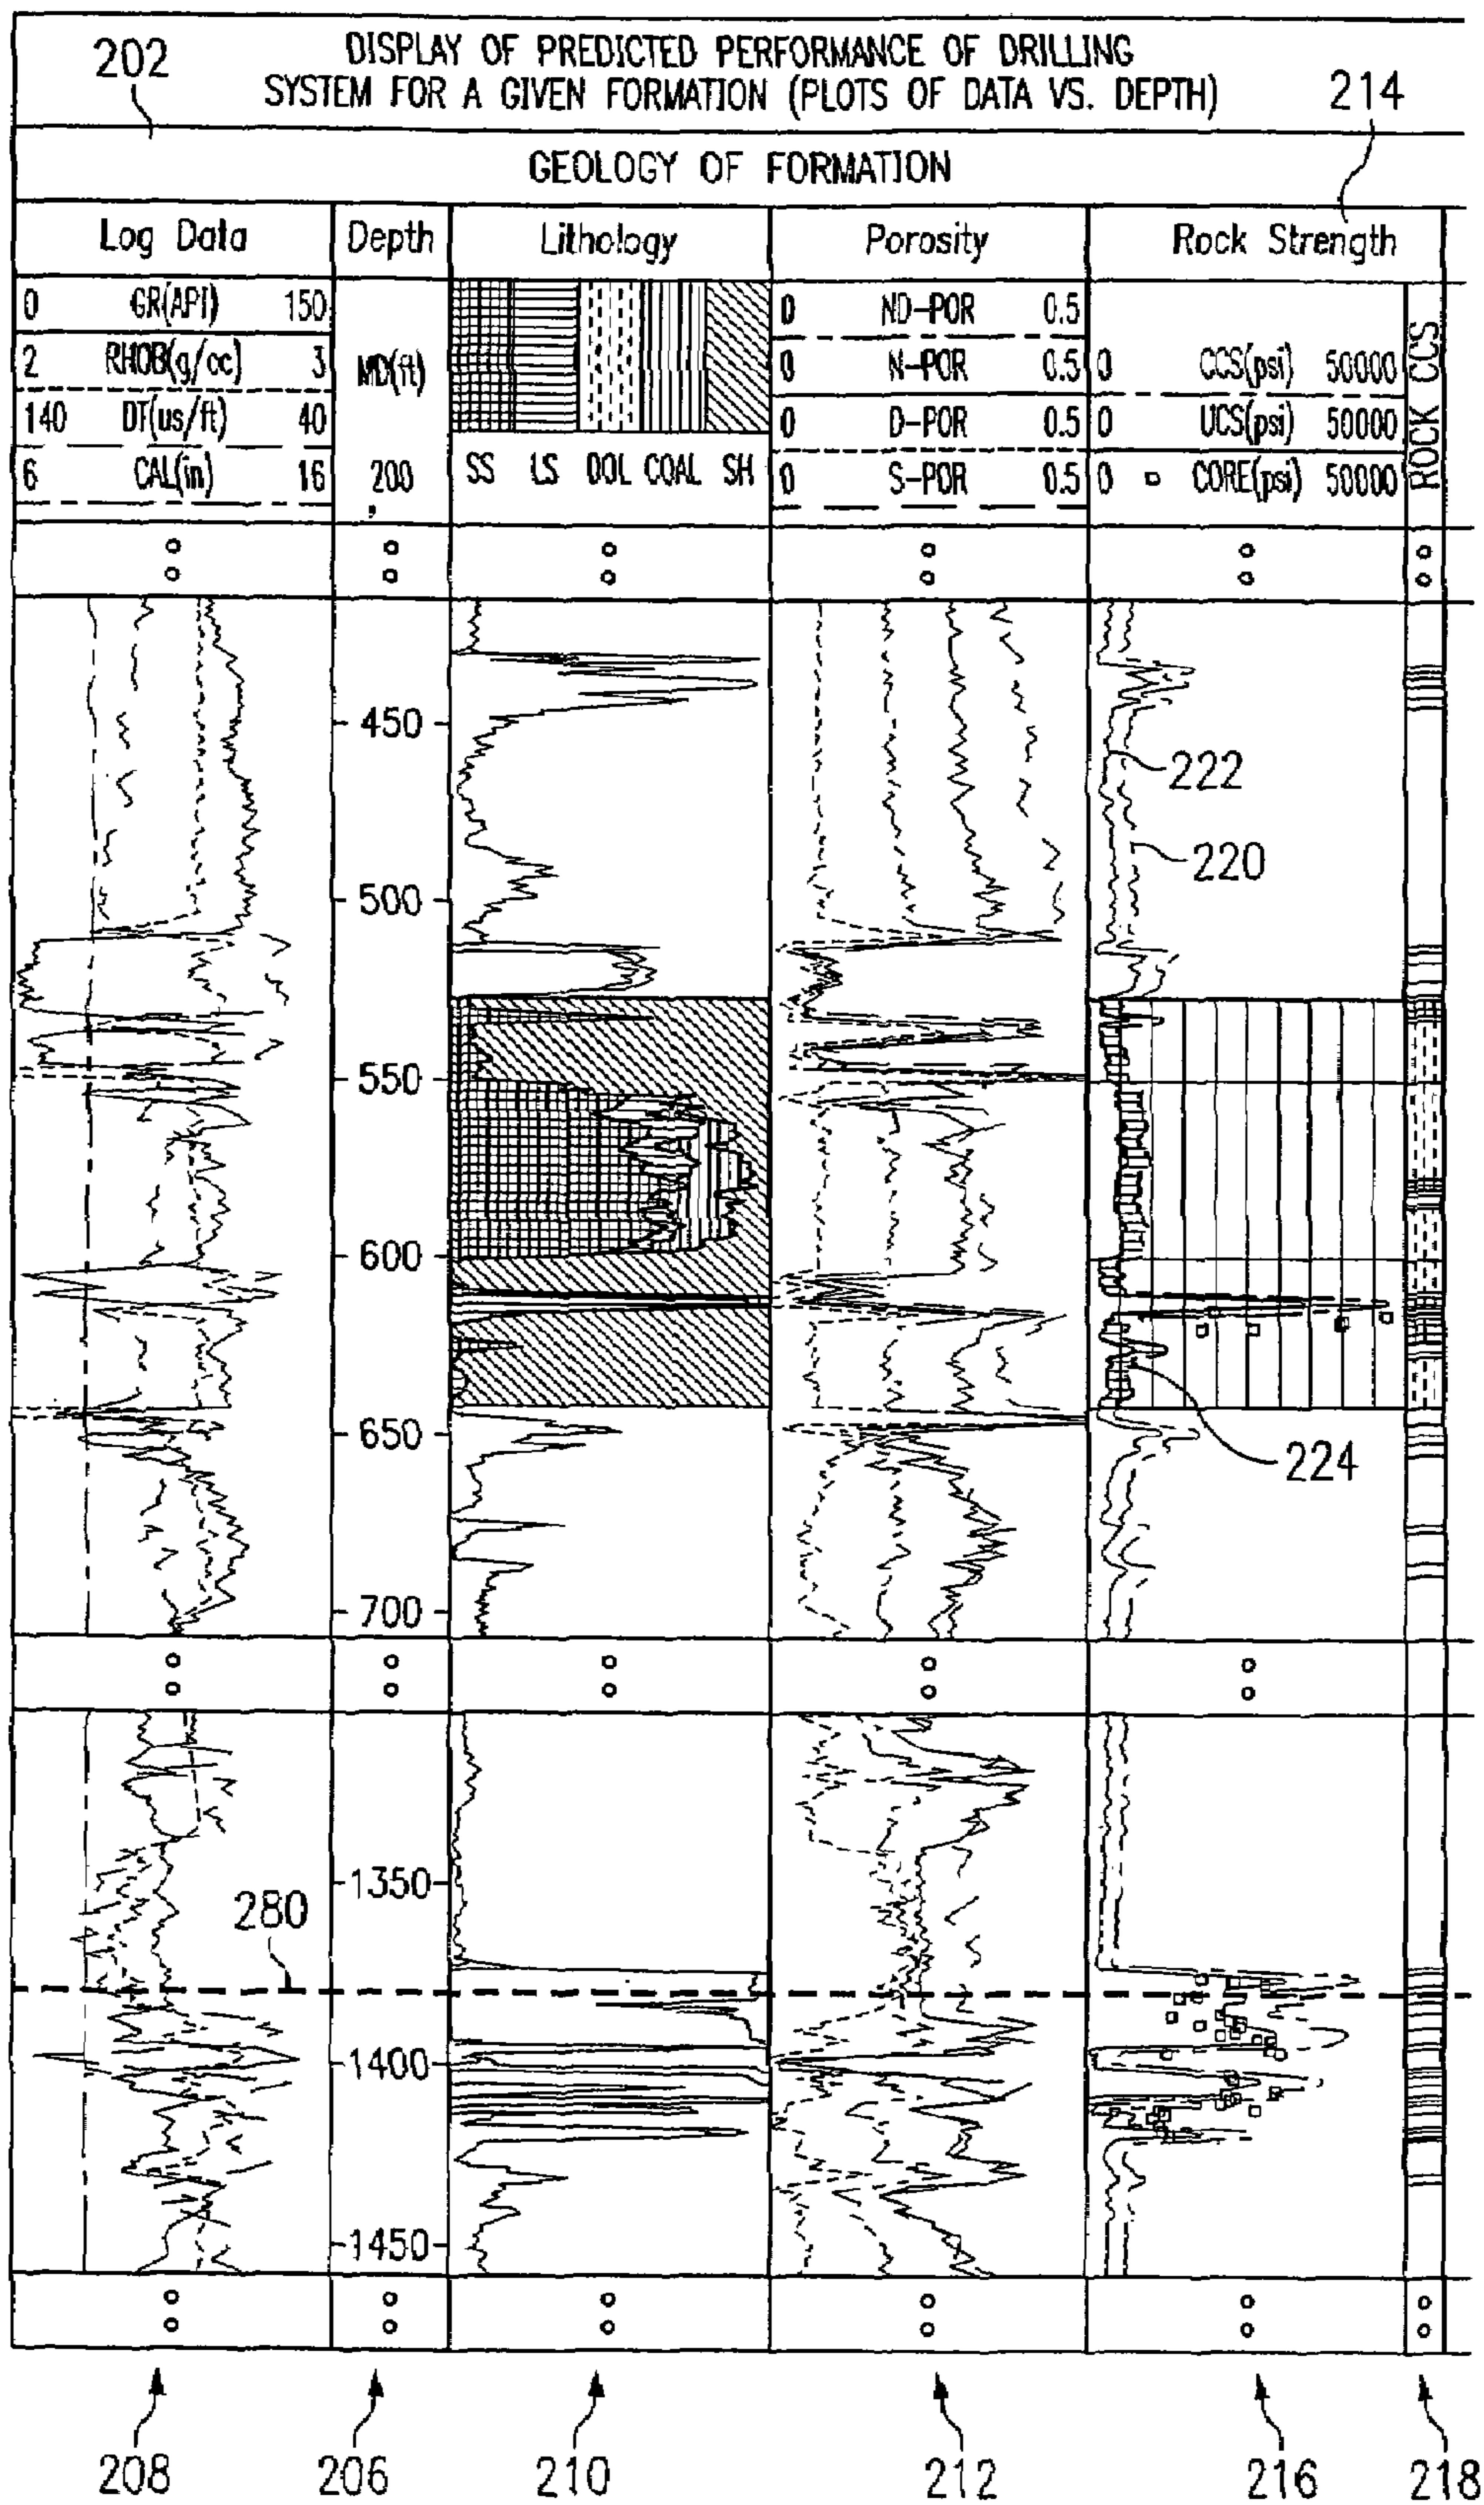 202
DISPLAY OF PREDICTED PERFORMANCE OF DRILLING
SYSTEM FOR A GIVEN FORMATION (PLOTS OF DATA VS. DEPTH)
214
GEOLOGY OF FORMATION
Log Data Depth Lithology Porosity Rock Strength
0 GR(API) 150
2 RHOB(g/cc) 3
140 DT(us/ft) 40
6 CAL(in) 16
MD(ft)
200
SS LS DOL COAL SH
0 ND-POR 0.5
0 N-POR 0.5
0 D-POR 0.5
0 S-POR 0.5
0 CCS(psi) 50000
0 UCS(psi) 50000
0 CORE(psi) 50000
ROCK CCS
450
222
220
500
550
600
650
224
700
1350
280
1400
1450
208 206 210 212 216 218